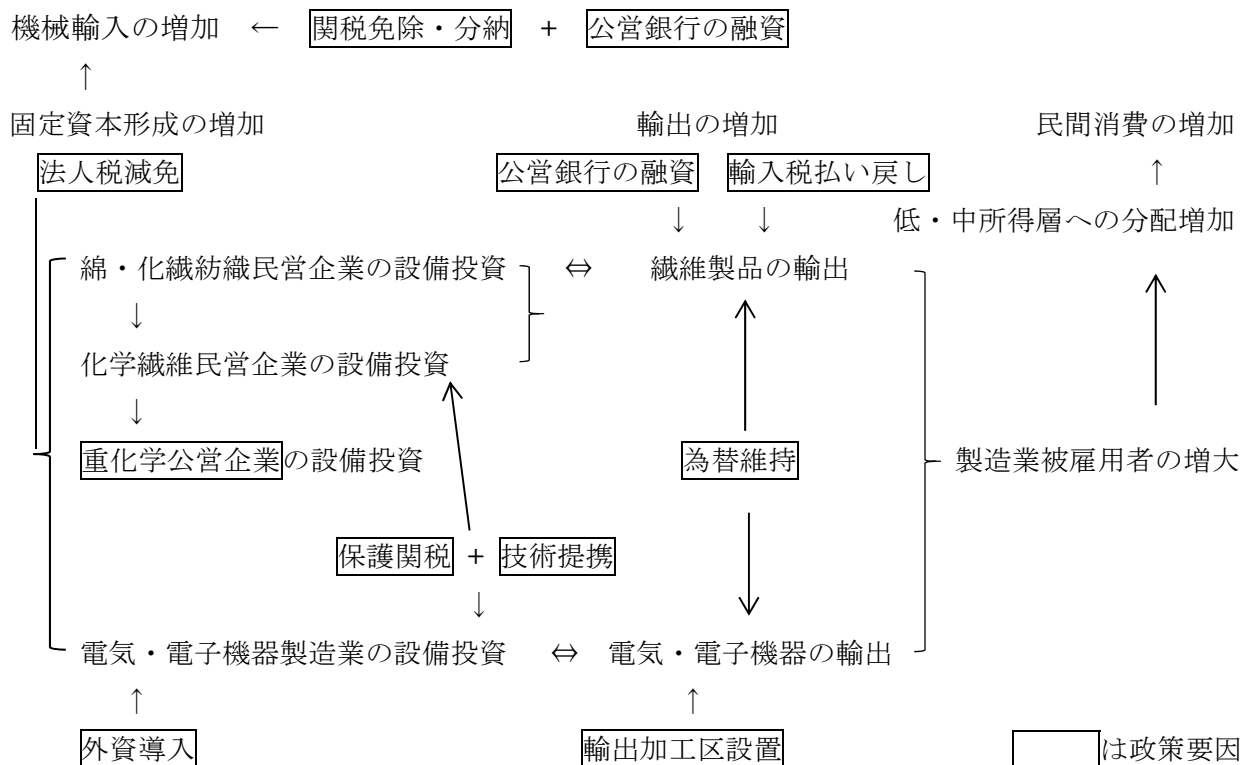 機械輸入の増加 ← 関税免除・分納 + 公営銀行の融資
↑
固定資本形成の増加 輸出の増加 民間消費の増加
法人税減免 公営銀行の融資 輸入税払い戻し ↑
↓ ↓ 低・中所得層への分配増加
綿・化繊紡織民営企業の設備投資 ⇔ 繊維製品の輸出
↓
化学繊維民営企業の設備投資
↓
重化学公営企業の設備投資 為替維持 製造業被雇用者の増大
保護関税 + 技術提携
↓
電気・電子機器製造業の設備投資 ⇔ 電気・電子機器の輸出
↑ ↑
外資導入 輸出加工区設置 は政策要因